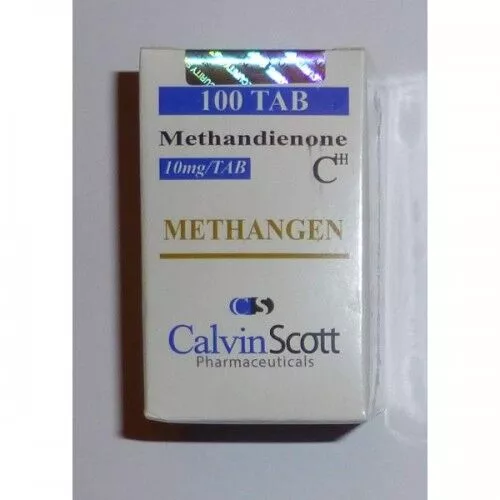 100 TAB
Methandienone
10mg/TAB
CIII
METHANGEN
CS
CalvinScott
Pharmaceuticals